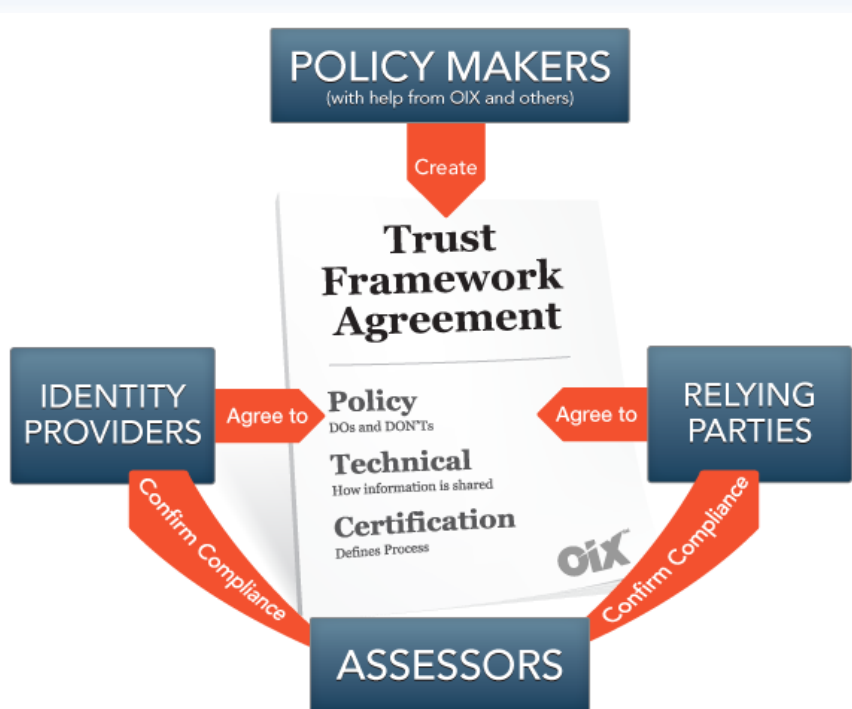 POLICY MAKERS
(with help from OIX and others)
Create
Trust
Framework
Agreement
IDENTITY
PROVIDERS
Agree to
Policy
DOs and DON'Ts
Agree to
RELYING
PARTIES
Technical
How information is shared
Certification
Defines Process
OIX™
Confirm Compliance
Confirm Compliance
ASSESSORS